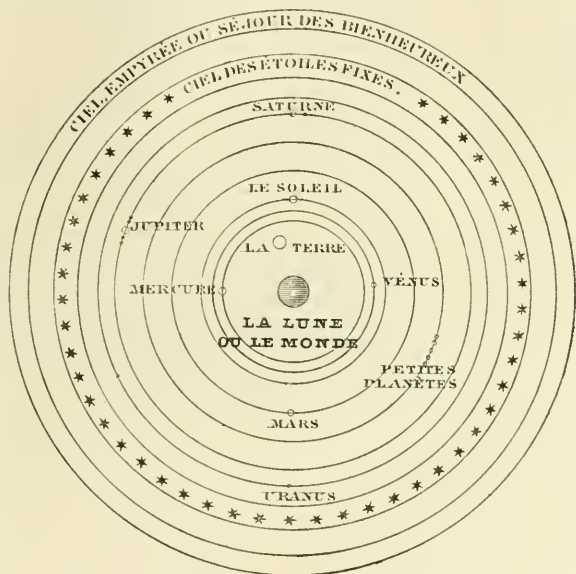 CIEL EMPYRÉE OU SÉJOUR DES BIENHEUREUX
CIEL DES ÉTOILES FIXES.
SATURNE
LE SOLEIL
JUPITER
LA TERRE
MERCURE
VÉNUS
LA LUNE
OU LE MONDE
PETITES
PLANÈTES
MARS
URANUS